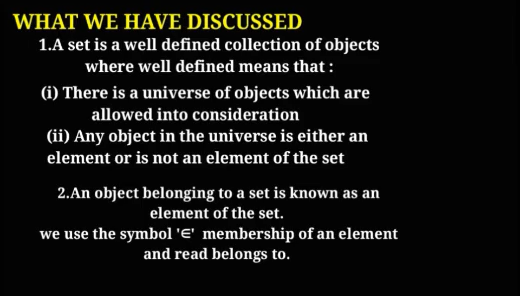 WHAT WE HAVE DISCUSSED
1.A set is a well defined collection of objects
where well defined means that :
(i) There is a universe of objects which are
allowed into consideration
(ii) Any object in the universe is either an
element or is not an element of the set
2.An object belonging to a set is known as an
element of the set.
we use the symbol '∈' membership of an element
and read belongs to.